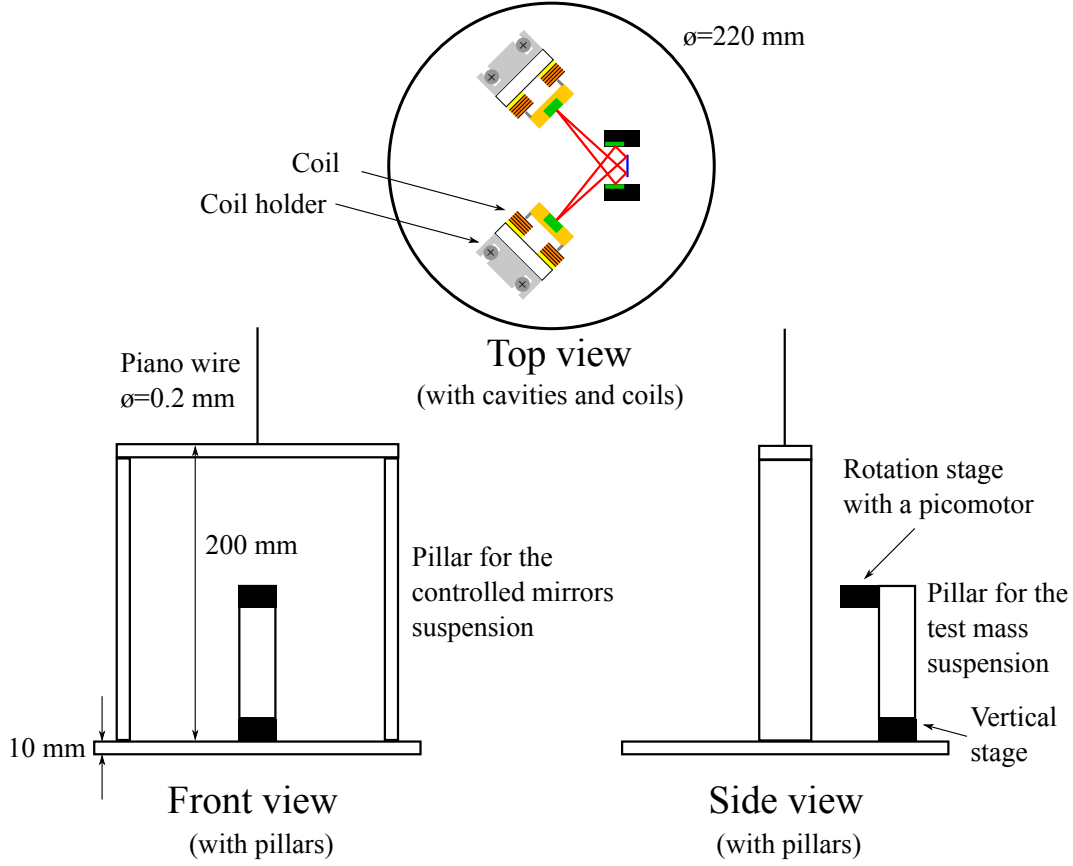 ø=220 mm
Coil
Coil holder
Top view
(with cavities and coils)
Piano wire
ø=0.2 mm
200 mm
Pillar for the
controlled mirrors
suspension
10 mm
Front view
(with pillars)
Rotation stage
with a picomotor
Pillar for the
test mass
suspension
Vertical
stage
Side view
(with pillars)